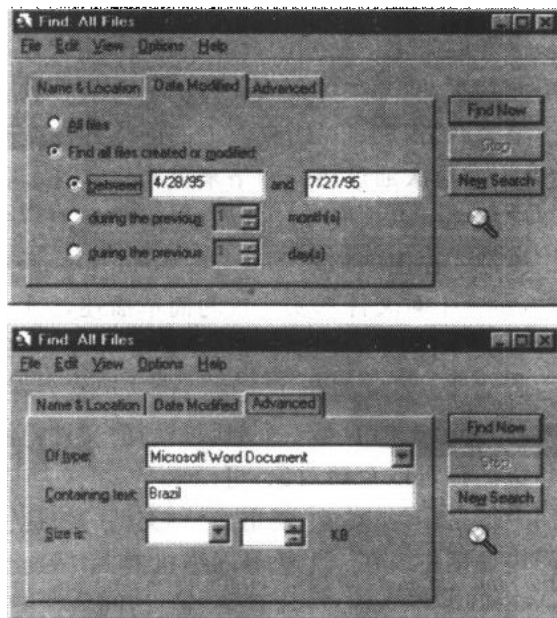 Find: All Files
File Edit View Options Help
Name & Location Date Modified Advanced
All files
Find all files created or modified:
between 4/28/95 and 7/27/95
during the previous 1 month(s)
during the previous 1 day(s)
Find Now
Stop
New Search
Find: All Files
File Edit View Options Help
Name & Location Date Modified Advanced
Of type: Microsoft Word Document
Containing text: Brazil
Size is: KB
Find Now
Stop
New Search